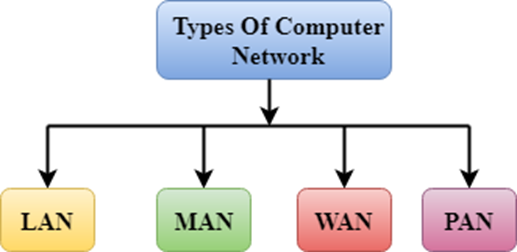 Types Of Computer
Network
LAN
MAN
WAN
PAN